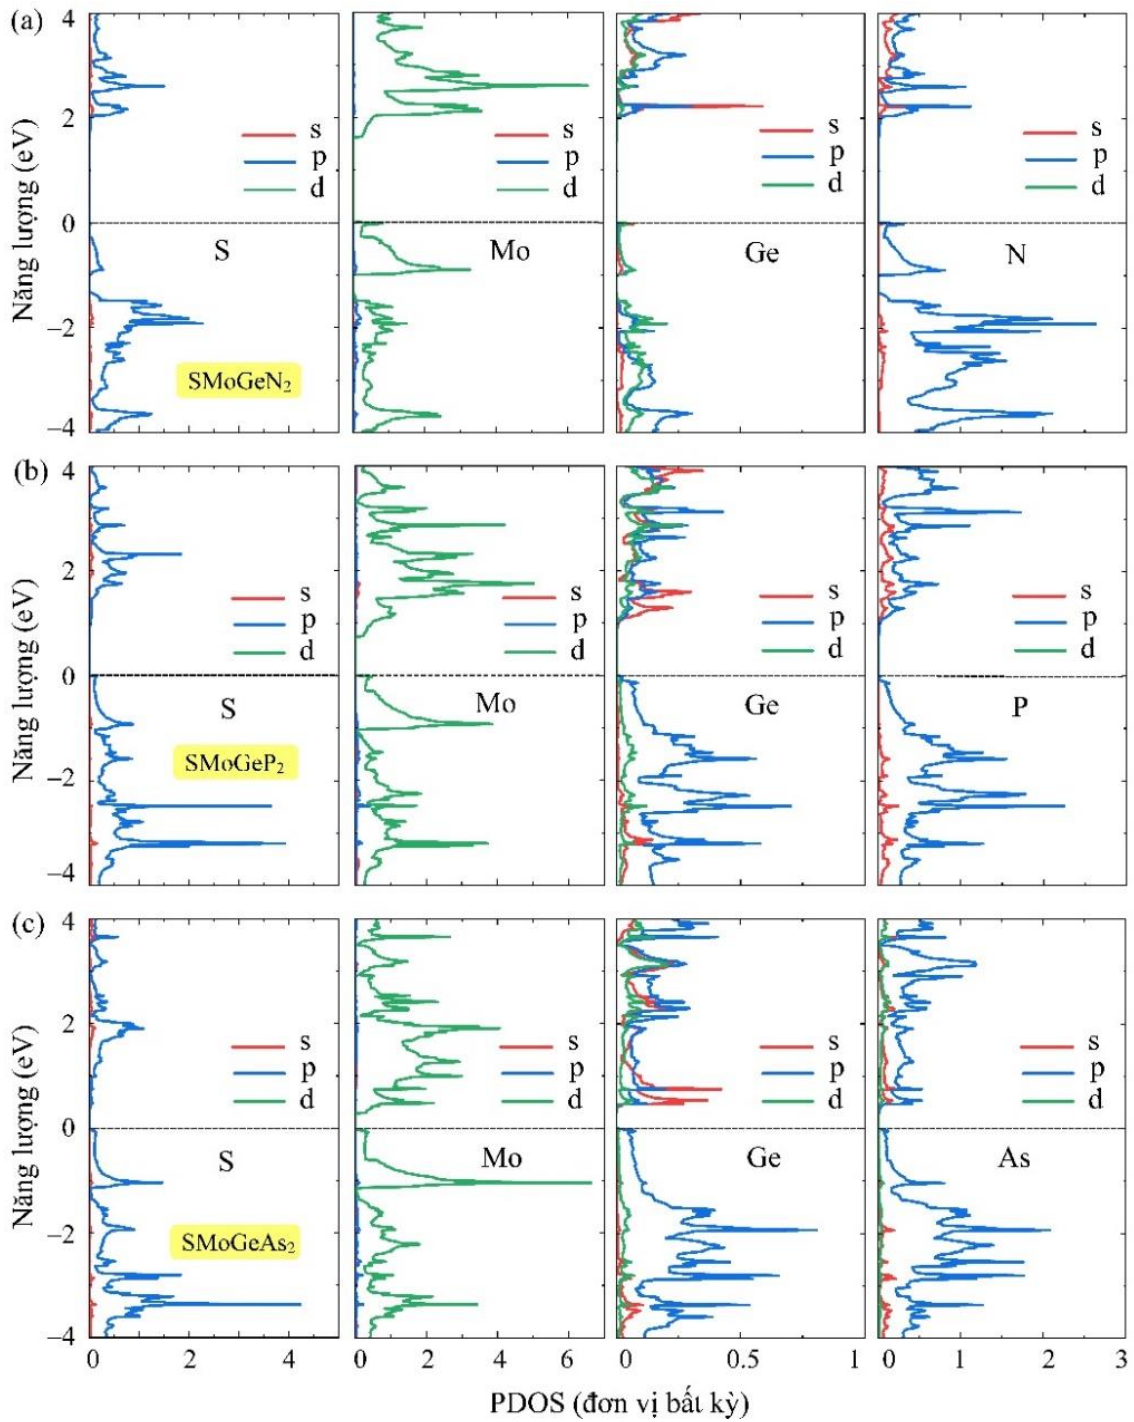 (a)
Năng lượng (eV)
4
2
0
−2
−4
s
p
d
S
SMoGeN₂
s
p
d
Mo
s
p
d
Ge
s
p
d
N
(b)
Năng lượng (eV)
4
2
0
−2
−4
s
p
d
S
SMoGeP₂
s
p
d
Mo
s
p
d
Ge
s
p
d
P
(c)
Năng lượng (eV)
4
2
0
−2
−4
s
p
d
S
SMoGeAs₂
s
p
d
Mo
s
p
d
Ge
s
p
d
As
0 2 4
0 2 4 6
0 0.5 1
0 1 2 3
PDOS (đơn vị bất kỳ)